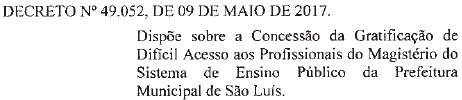 DECRETO Nº 49.052, DE 09 DE MAIO DE 2017.
Dispõe sobre a Concessão da Gratificação de
Difícil Acesso aos Profissionais do Magistério do
Sistema de Ensino Público da Prefeitura
Municipal de São Luís.